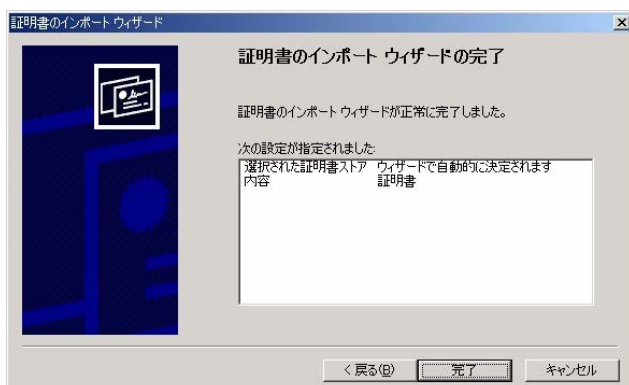 証明書のインポート ウィザード
証明書のインポート ウィザードの完了
証明書のインポート ウィザードが正常に完了しました。
次の設定が指定されました:
選択された証明書ストア ウィザードで自動的に決定されます
内容 証明書
< 戻る(B) 完了 キャンセル